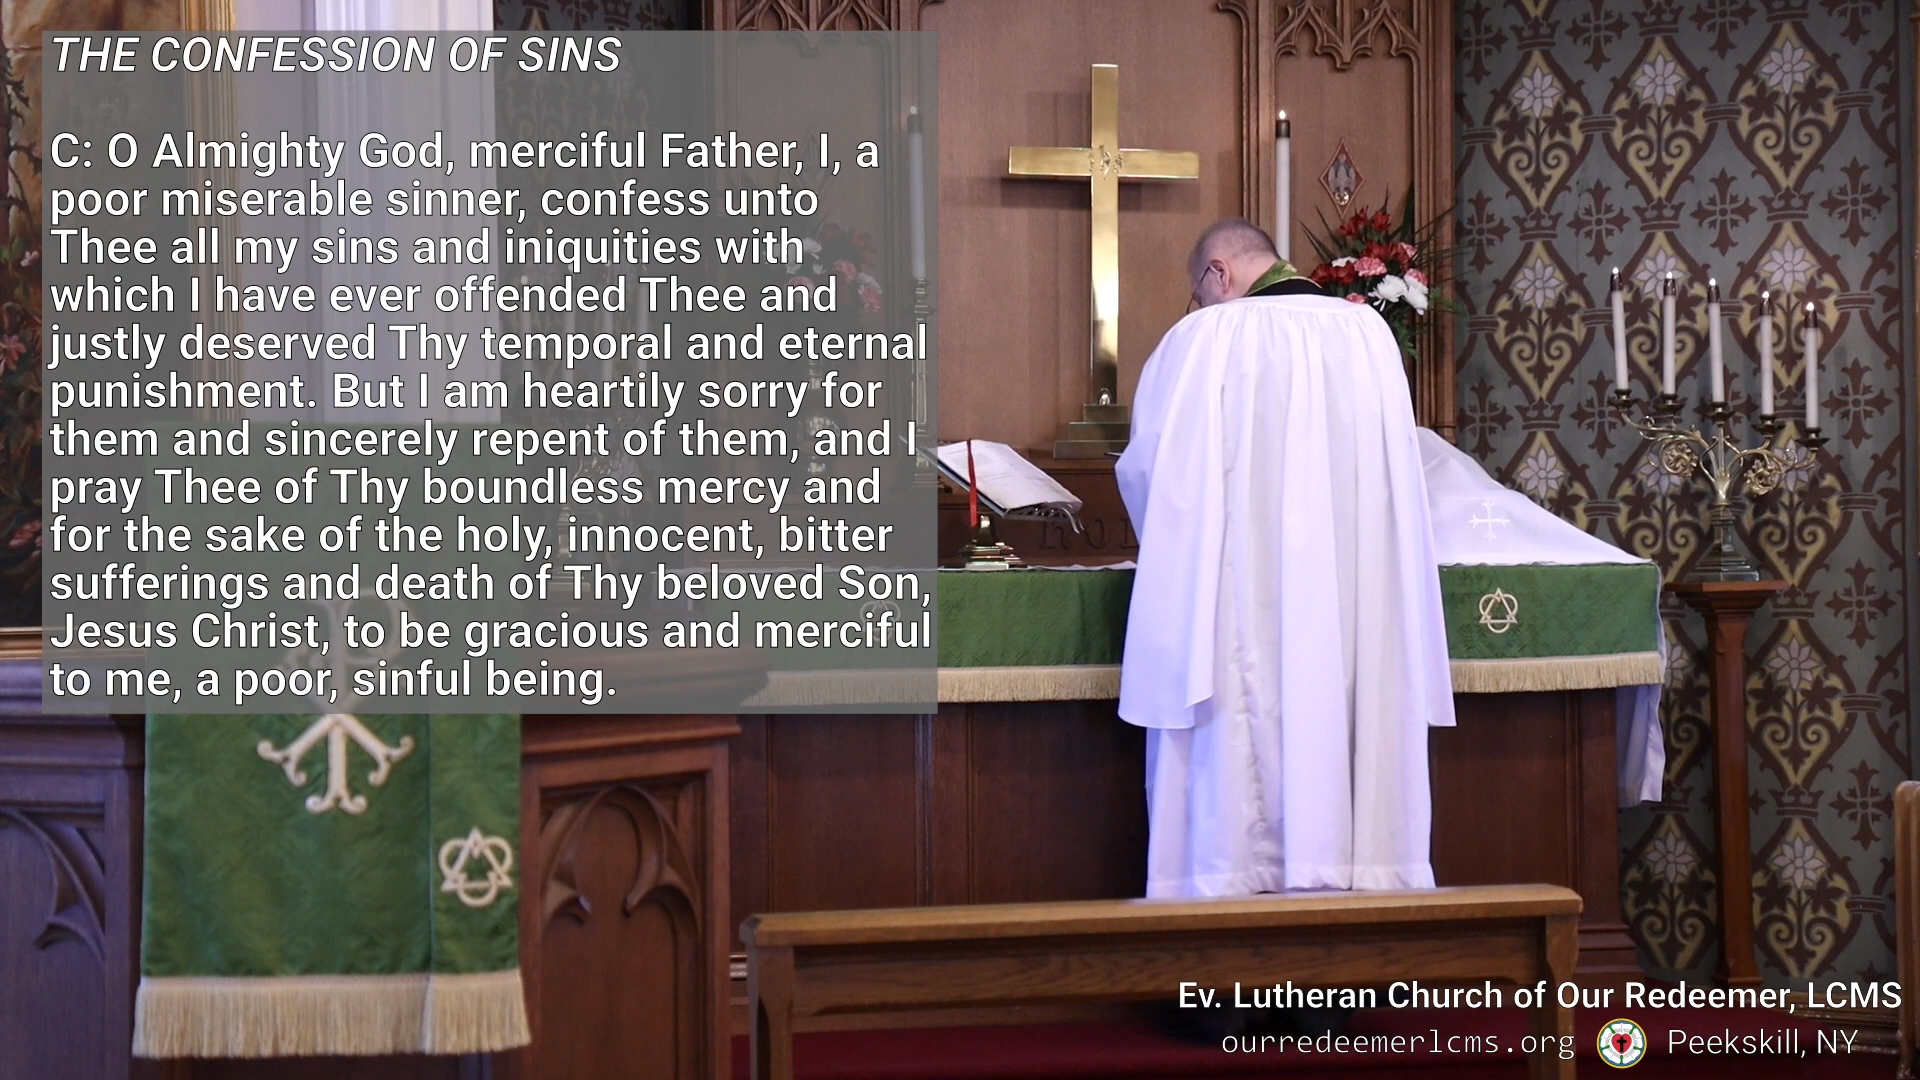 THE CONFESSION OF SINS
C: O Almighty God, merciful Father, I, a
poor miserable sinner, confess unto
Thee all my sins and iniquities with
which I have ever offended Thee and
justly deserved Thy temporal and eternal
punishment. But I am heartily sorry for
them and sincerely repent of them, and I
pray Thee of Thy boundless mercy and
for the sake of the holy, innocent, bitter
sufferings and death of Thy beloved Son,
Jesus Christ, to be gracious and merciful
to me, a poor, sinful being.
IHS
Ev. Lutheran Church of Our Redeemer, LCMS
ourredeemerlcms.org Peekskill, NY